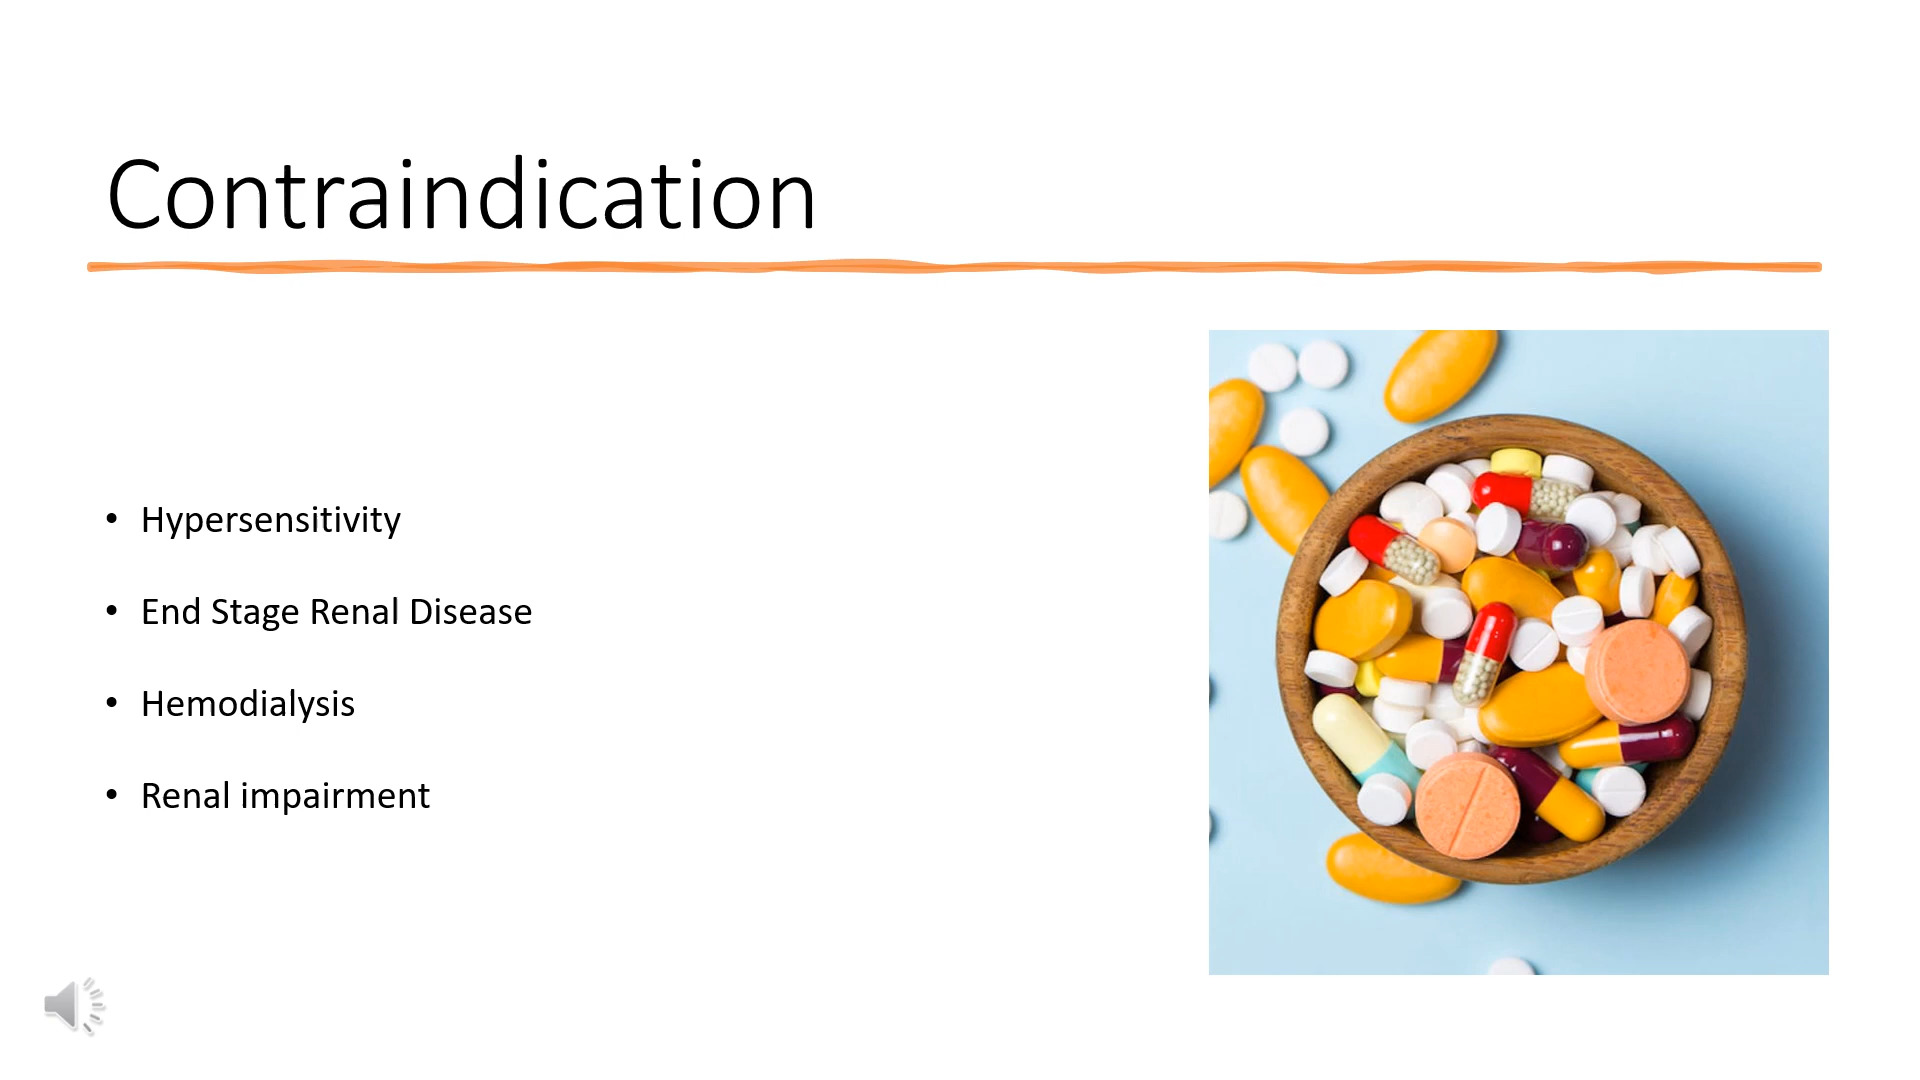 Contraindication
• Hypersensitivity
• End Stage Renal Disease
• Hemodialysis
• Renal impairment